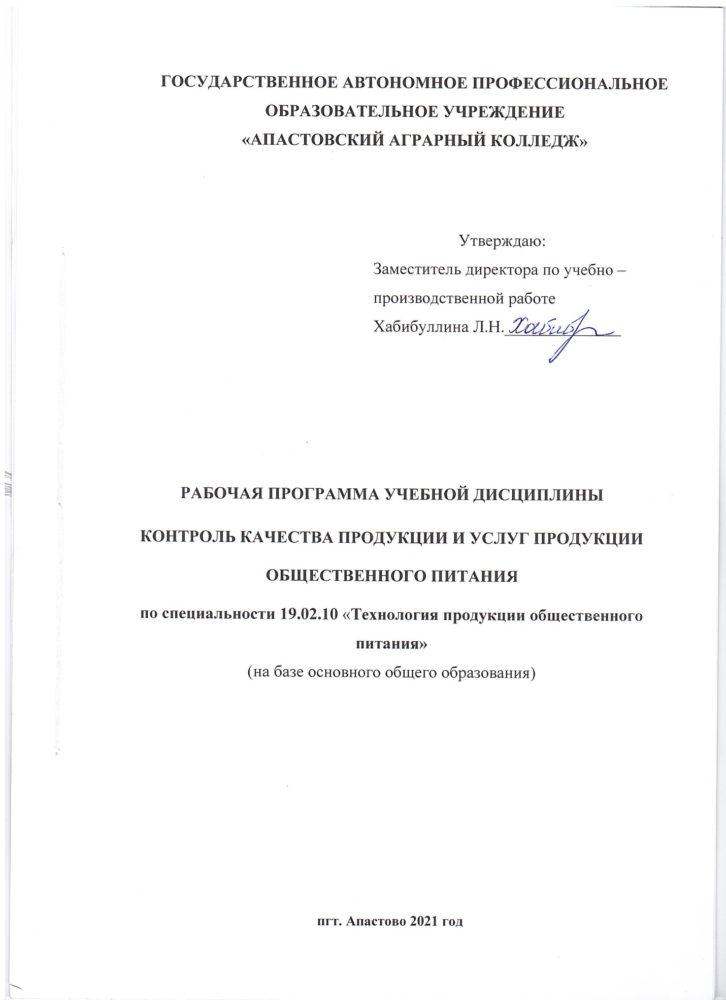 ГОСУДАРСТВЕННОЕ АВТОНОМНОЕ ПРОФЕССИОНАЛЬНОЕ
ОБРАЗОВАТЕЛЬНОЕ УЧРЕЖДЕНИЕ
«АПАСТОВСКИЙ АГРАРНЫЙ КОЛЛЕДЖ»
Утверждаю:
Заместитель директора по учебно –
производственной работе
Хабибуллина Л.Н.
РАБОЧАЯ ПРОГРАММА УЧЕБНОЙ ДИСЦИПЛИНЫ
КОНТРОЛЬ КАЧЕСТВА ПРОДУКЦИИ И УСЛУГ ПРОДУКЦИИ
ОБЩЕСТВЕННОГО ПИТАНИЯ
по специальности 19.02.10 «Технология продукции общественного
питания»
(на базе основного общего образования)
пгт. Апастово 2021 год